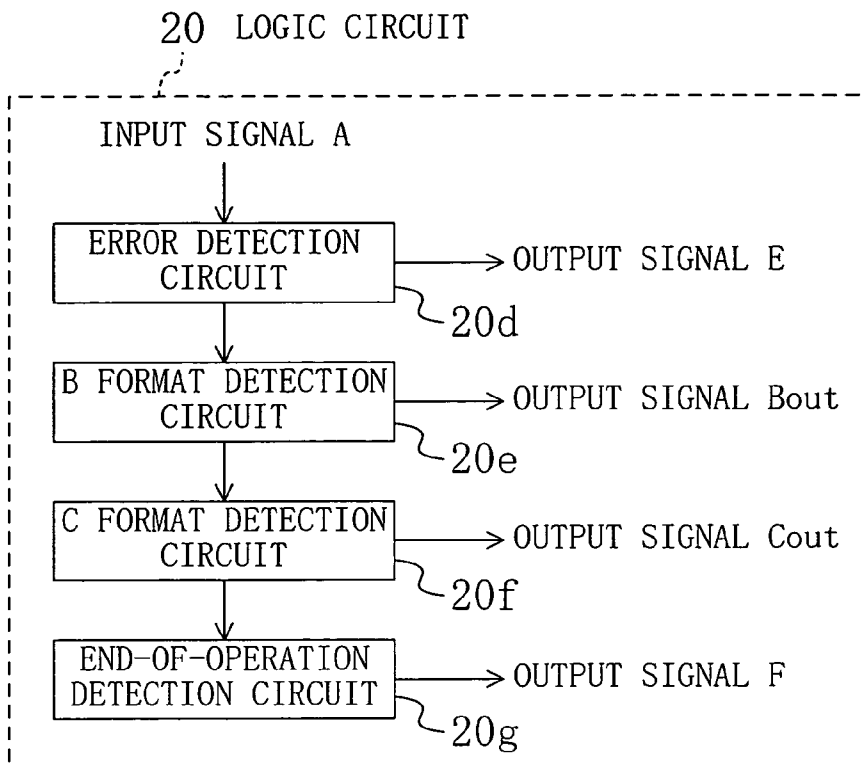 20 LOGIC CIRCUIT
INPUT SIGNAL A
ERROR DETECTION
CIRCUIT
OUTPUT SIGNAL E
20d
B FORMAT DETECTION
CIRCUIT
OUTPUT SIGNAL Bout
20e
C FORMAT DETECTION
CIRCUIT
OUTPUT SIGNAL Cout
20f
END-OF-OPERATION
DETECTION CIRCUIT
OUTPUT SIGNAL F
20g